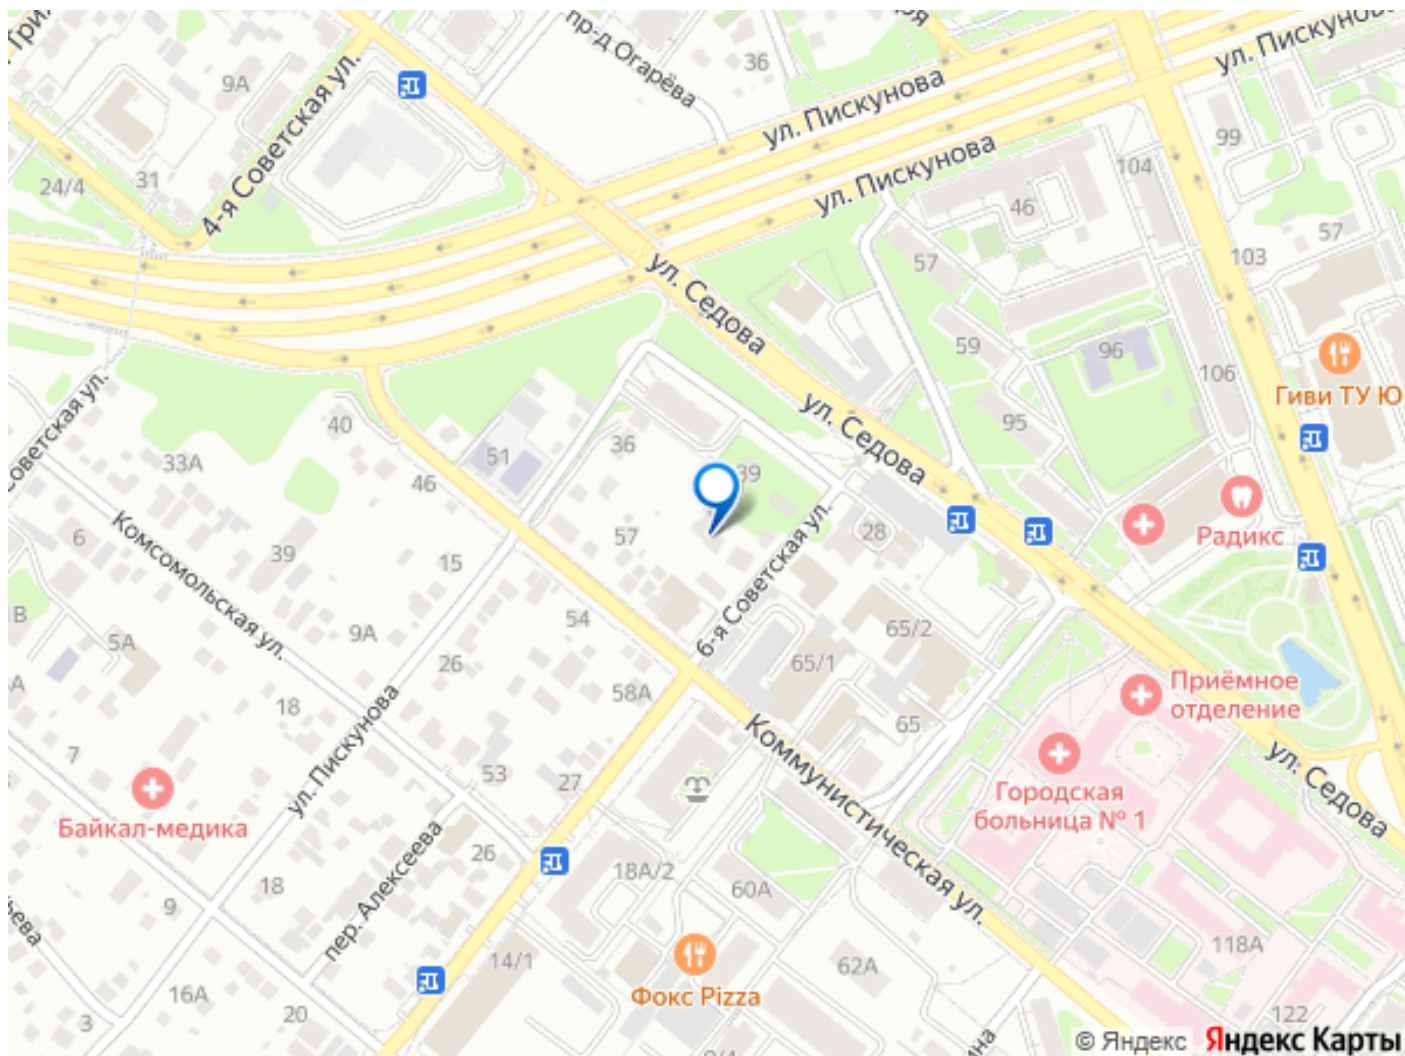 пр-д Огарёва
36
ул. Пискунова
9А
4-я Советская ул.
ул. Пискунова
99
104
24/4
31
ул. Пискунова
46
57
103
57
ул. Седова
59
96
106
Гиви ТУ Ю
40
36
ул. Седова
95
33А
51
39
46
Комсомольская ул.
6
39
57
6-я Советская ул.
28
Радикс
15
54
9А
5А
1В
26
65/2
65/1
58А
18
65
Приёмное
отделение
7
ул. Пискунова
53
27
Коммунистическая ул.
Городская
больница № 1
ул. Седова
Байкал-медика
пер. Алексеева
26
18А/2
60А
18
9
118А
14/1
62А
Фокс Pizza
16А
20
3
122
© Яндекс
Яндекс Карты